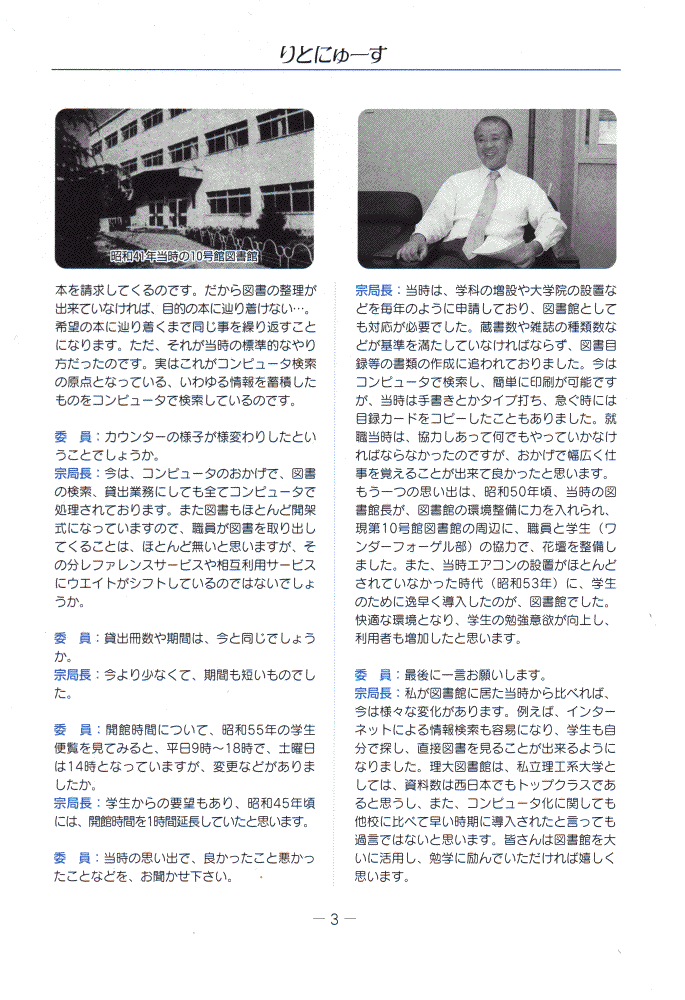 りとにゅーす
昭和41年当時の10号館図書館
本を請求してくるのです。だから図書の整理が
出来ていなければ、目的の本に辿り着けない…。
希望の本に辿り着くまで同じ事を繰り返すこと
になります。ただ、それが当時の標準的なやり
方だったのです。実はこれがコンピュータ検索
の原点となっている、いわゆる情報を蓄積した
ものをコンピュータで検索しているのです。
委　員：カウンターの様子が様変わりしたとい
うことでしょうか。
宗局長：今は、コンピュータのおかげで、図書
の検索、貸出業務にしても全てコンピュータで
処理されております。また図書もほとんど開架
式になっていますので、職員が図書を取り出し
てくることは、ほとんど無いと思いますが、そ
の分レファレンスサービスや相互利用サービス
にウエイトがシフトしているのではないでしょ
うか。
委　員：貸出冊数や期間は、今と同じでしょう
か。
宗局長：今より少なくて、期間も短いものでし
た。
委　員：開館時間について、昭和55年の学生
便覧を見てみると、平日9時～18時で、土曜日
は14時となっていますが、変更などがありま
したか。
宗局長：学生からの要望もあり、昭和45年頃
には、開館時間を1時間延長していたと思います。
委　員：当時の思い出で、良かったこと悪かっ
たことなどを、お聞かせ下さい。
宗局長：当時は、学科の増設や大学院の設置な
どを毎年のように申請しており、図書館として
も対応が必要でした。蔵書数や雑誌の種類数な
どが基準を満たしていなければならず、図書目
録等の書類の作成に追われておりました。今は
コンピュータで検索し、簡単に印刷が可能です
が、当時は手書きとかタイプ打ち、急ぐ時には
目録カードをコピーしたこともありました。就
職当時は、協力しあって何でもやっていかなけ
ればならなかったのですが、おかげで幅広く仕
事を覚えることが出来て良かったと思います。
もう一つの思い出は、昭和50年頃、当時の図
書館長が、図書館の環境整備に力を入れられ、
現第10号館図書館の周辺に、職員と学生（ワ
ンダーフォーゲル部）の協力で、花壇を整備し
ました。また、当時エアコンの設置がほとんど
されていなかった時代（昭和53年）に、学生
のために逸早く導入したのが、図書館でした。
快適な環境となり、学生の勉強意欲が向上し、
利用者も増加したと思います。
委　員：最後に一言お願いします。
宗局長：私が図書館に居た当時から比べれば、
今は様々な変化があります。例えば、インター
ネットによる情報検索も容易になり、学生も自
分で探し、直接図書を見ることが出来るように
なりました。理大図書館は、私立理工系大学と
しては、資料数は西日本でもトップクラスであ
ると思うし、また、コンピュータ化に関しても
他校に比べて早い時期に導入されたと言っても
過言ではないと思います。皆さんは図書館を大
いに活用し、勉学に励んでいただければ嬉しく
思います。
― 3 ―